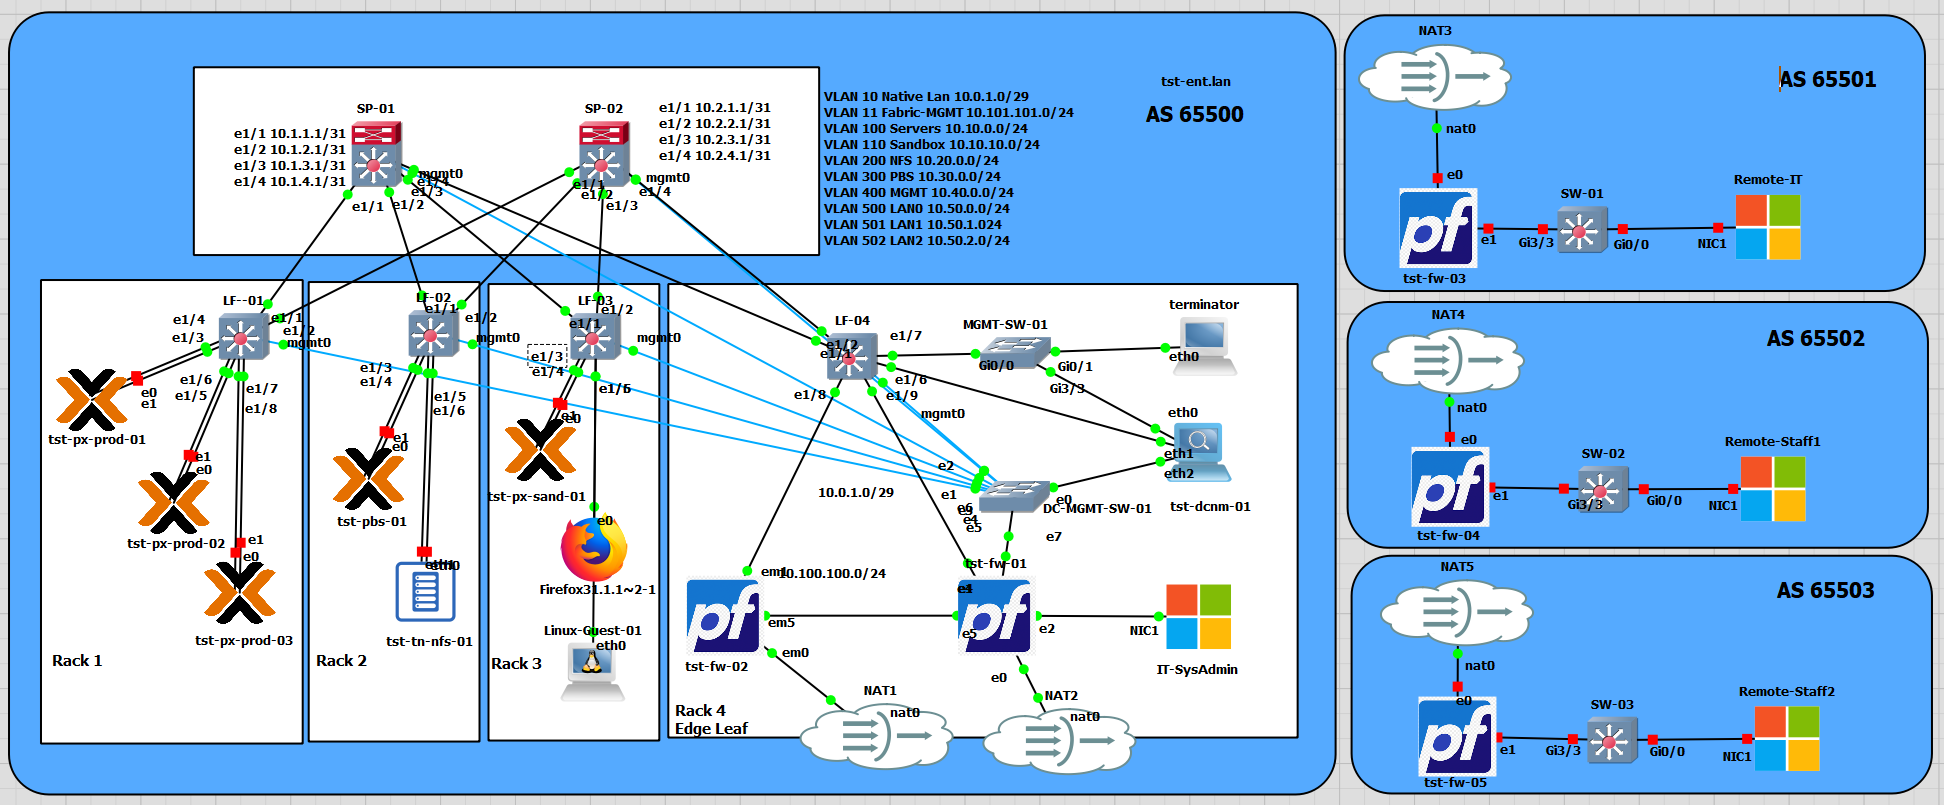 tst-ent.lan
AS 65500
SP-01
SP-02
e1/1 10.1.1.1/31
e1/2 10.1.2.1/31
e1/3 10.1.3.1/31
e1/4 10.1.4.1/31
e1/1 10.2.1.1/31
e1/2 10.2.2.1/31
e1/3 10.2.3.1/31
e1/4 10.2.4.1/31
VLAN 10 Native Lan 10.0.1.0/29
VLAN 11 Fabric-MGMT 10.101.101.0/24
VLAN 100 Servers 10.10.0.0/24
VLAN 110 Sandbox 10.10.10.0/24
VLAN 200 NFS 10.20.0.0/24
VLAN 300 PBS 10.30.0.0/24
VLAN 400 MGMT 10.40.0.0/24
VLAN 500 LAN0 10.50.0.0/24
VLAN 501 LAN1 10.50.1.024
VLAN 502 LAN2 10.50.2.0/24
mgmt0
e1/4
e1/3
e1/1
e1/2
mgmt0
e1/4
e1/1
e1/2
e1/3
LF--01
e1/4
e1/3
e1/1
e1/2
mgmt0
e1/6
e1/5
e1/7
e1/8
e0
e1
tst-px-prod-01
e1
e0
tst-px-prod-02
e1
e0
tst-px-prod-03
Rack 1
LF-02
e1/1
e1/2
mgmt0
e1/3
e1/4
e1/5
e1/6
e1
e0
tst-pbs-01
eth0
tst-tn-nfs-01
Rack 2
LF-03
e1/2
e1/1
mgmt0
e1/3
e1/4
e1/5
e1
e0
tst-px-sand-01
e0
Firefox31.1.1~2-1
Linux-Guest-01
eth0
Rack 3
LF-04
e1/2
e1/1
e1/7
e1/6
e1/8
e1/9
mgmt0
MGMT-SW-01
Gi0/0
Gi0/1
Gi3/3
terminator
eth0
eth0
eth1
eth2
tst-dcnm-01
e2
e1
e4
e5
e0
DC-MGMT-SW-01
e7
10.0.1.0/29
tst-fw-01
e5
e2
e0
10.100.100.0/24
em5
em0
tst-fw-02
NIC1
IT-SysAdmin
NAT1
nat0
NAT2
nat0
Rack 4
Edge Leaf
AS 65501
NAT3
nat0
e0
e1
tst-fw-03
SW-01
Gi3/3
Gi0/0
Remote-IT
NIC1
AS 65502
NAT4
nat0
e0
e1
tst-fw-04
SW-02
Gi3/3
Gi0/0
Remote-Staff1
NIC1
AS 65503
NAT5
nat0
e0
e1
tst-fw-05
SW-03
Gi3/3
Gi0/0
Remote-Staff2
NIC1